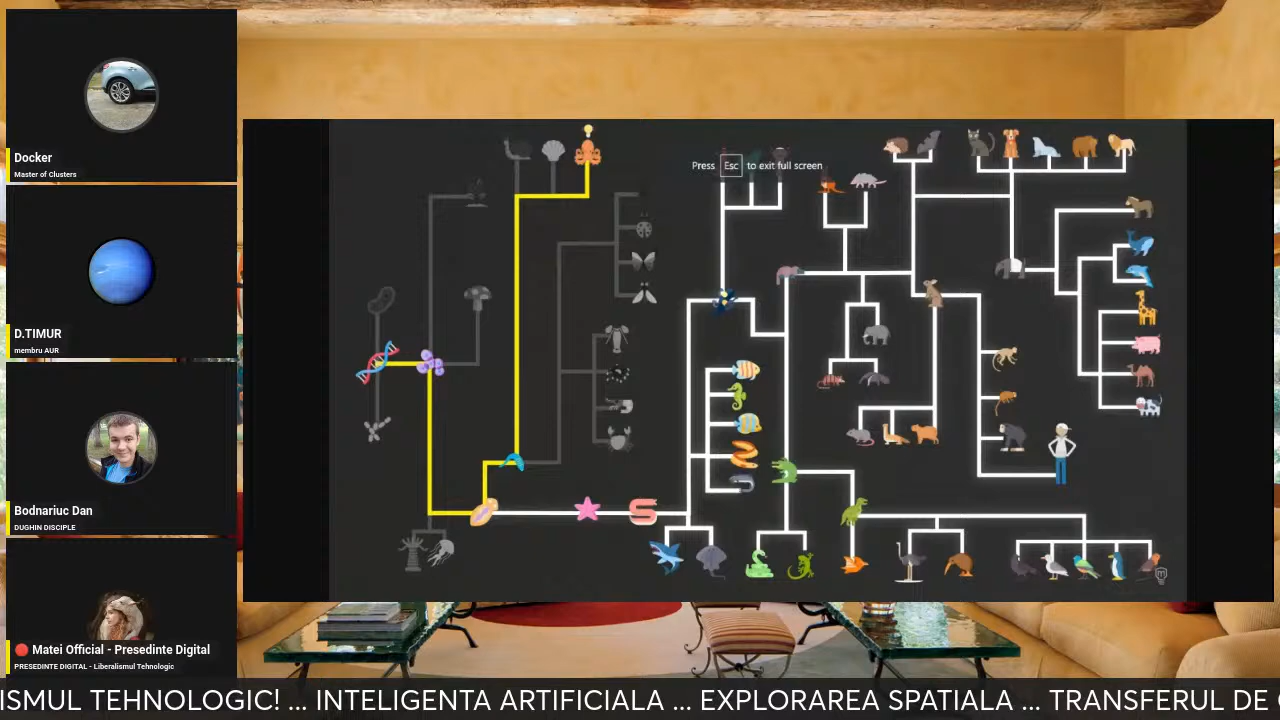 Docker
Master of Clusters
D.TIMUR
membru AUR
Bodnariuc Dan
DUGHIN DISCIPLE
Matei Official - Presedinte Digital
PRESEDINTE DIGITAL - Liberalismul Tehnologic
Press Esc to exit full screen
ISMUL TEHNOLOGIC! ... INTELIGENTA ARTIFICIALA ... EXPLORAREA SPATIALA ... TRANSFERUL DE